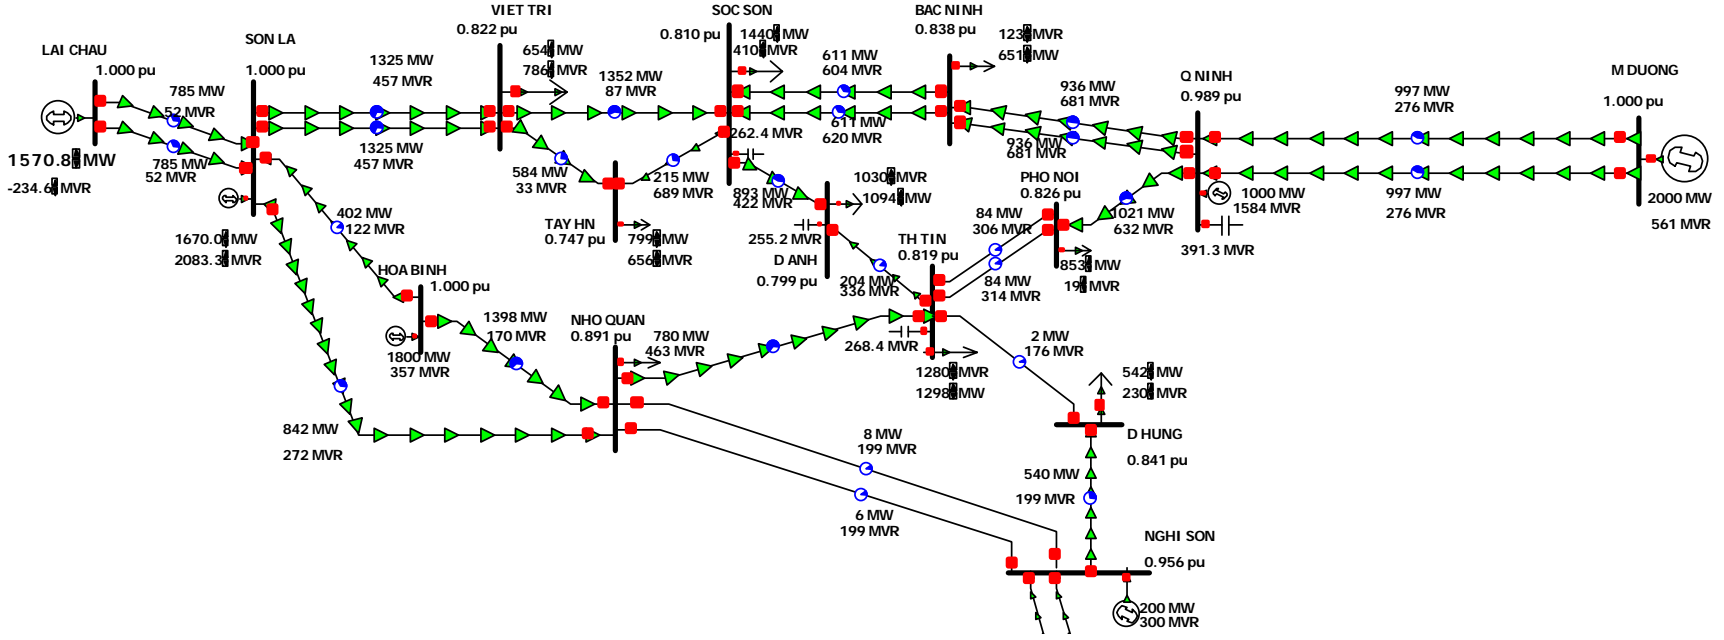 LAI CHAU
1.000 pu
1570.8 MW
-234.6 MVR
785 MW
52 MVR
785 MW
52 MVR
SON LA
1.000 pu
1670.0 MW
2083.3 MVR
1325 MW
457 MVR
1325 MW
457 MVR
402 MW
122 MVR
842 MW
272 MVR
HOA BINH
1.000 pu
1800 MW
357 MVR
1398 MW
170 MVR
VIET TRI
0.822 pu
654 MW
786 MVR
1352 MW
87 MVR
584 MW
33 MVR
TAY HN
0.747 pu
799 MW
656 MVR
215 MW
689 MVR
SOC SON
0.810 pu
1440 MW
410 MVR
262.4 MVR
611 MW
604 MVR
611 MW
620 MVR
893 MW
422 MVR
BAC NINH
0.838 pu
123 MVR
651 MW
936 MW
681 MVR
936 MW
681 MVR
Q NINH
0.989 pu
1000 MW
1584 MVR
391.3 MVR
997 MW
276 MVR
997 MW
276 MVR
M DUONG
1.000 pu
2000 MW
561 MVR
PHO NOI
0.826 pu
1021 MW
632 MVR
853 MW
19 MVR
84 MW
306 MVR
84 MW
314 MVR
1030 MVR
1094 MW
255.2 MVR
D ANH
0.799 pu
204 MW
336 MVR
TH TIN
0.819 pu
268.4 MVR
1280 MVR
1298 MW
2 MW
176 MVR
NHO QUAN
0.891 pu
780 MW
463 MVR
8 MW
199 MVR
6 MW
199 MVR
542 MW
230 MVR
D HUNG
0.841 pu
540 MW
199 MVR
NGHI SON
0.956 pu
200 MW
300 MVR